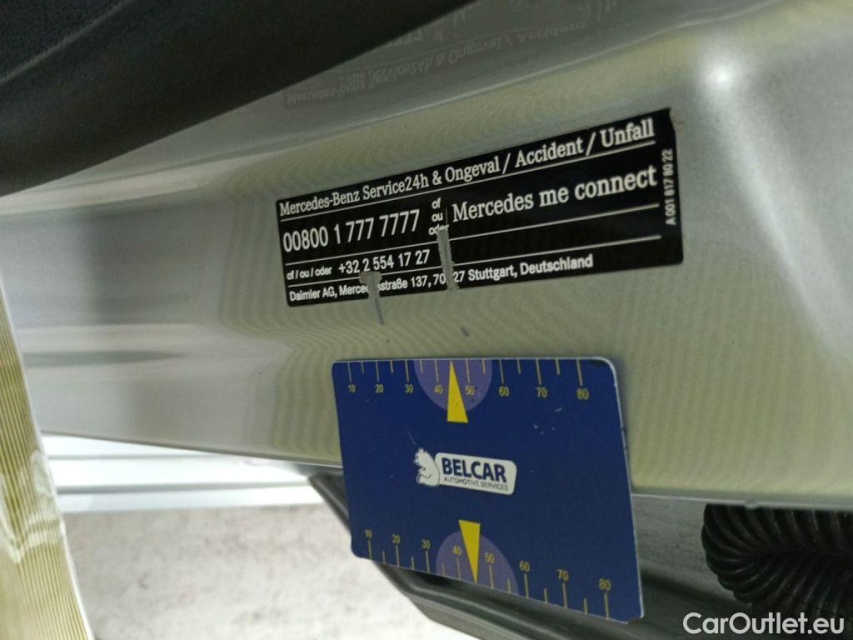 Mercedes-Benz Service24h & Ongeval / Accident / Unfall
00800 1 777 7777
of
ou
oder
Mercedes me connect
of / ou / oder +32 2 554 17 27
Daimler AG, Merced straße 137, 70 27 Stuttgart, Deutschland
A 001 817 80 22
10 20 30 40 50 60 70 80
BELCAR
AUTOMOTIVE SERVICES
10 20 30 40 50 60 70 80
CarOutlet.eu